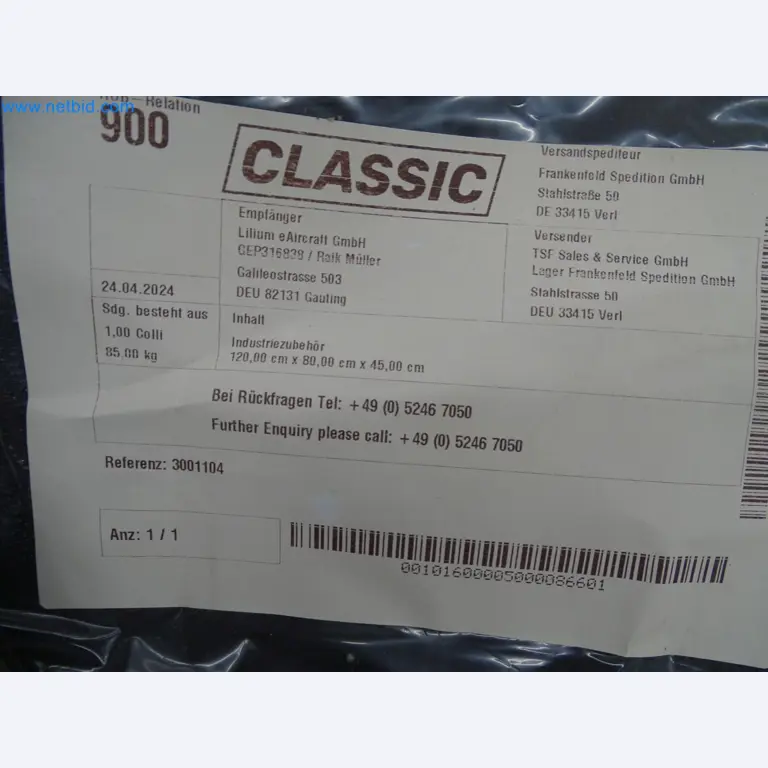 www.netbid.com
-Relation
900
CLASSIC
Versandspediteur
Frankenfeld Spedition GmbH
Stahlstraße 50
DE 33415 Verl
Empfänger
Lilium eAircraft GmbH
GEP316838 / Raik Müller
Galileostrasse 503
DEU 82131 Gauting
Versender
TSF Sales & Service GmbH
Lager Frankenfeld Spedition GmbH
Stahlstrasse 50
DEU 33415 Verl
24.04.2024
Sdg. besteht aus
1,00 Colli
85,00 kg
Inhalt
Industriezubehör
120,00 cm x 80,00 cm x 45,00 cm
Bei Rückfragen Tel: +49 (0) 5246 7050
Further Enquiry please call: +49 (0) 5246 7050
Referenz: 3001104
Anz: 1 / 1
00101600005000086601